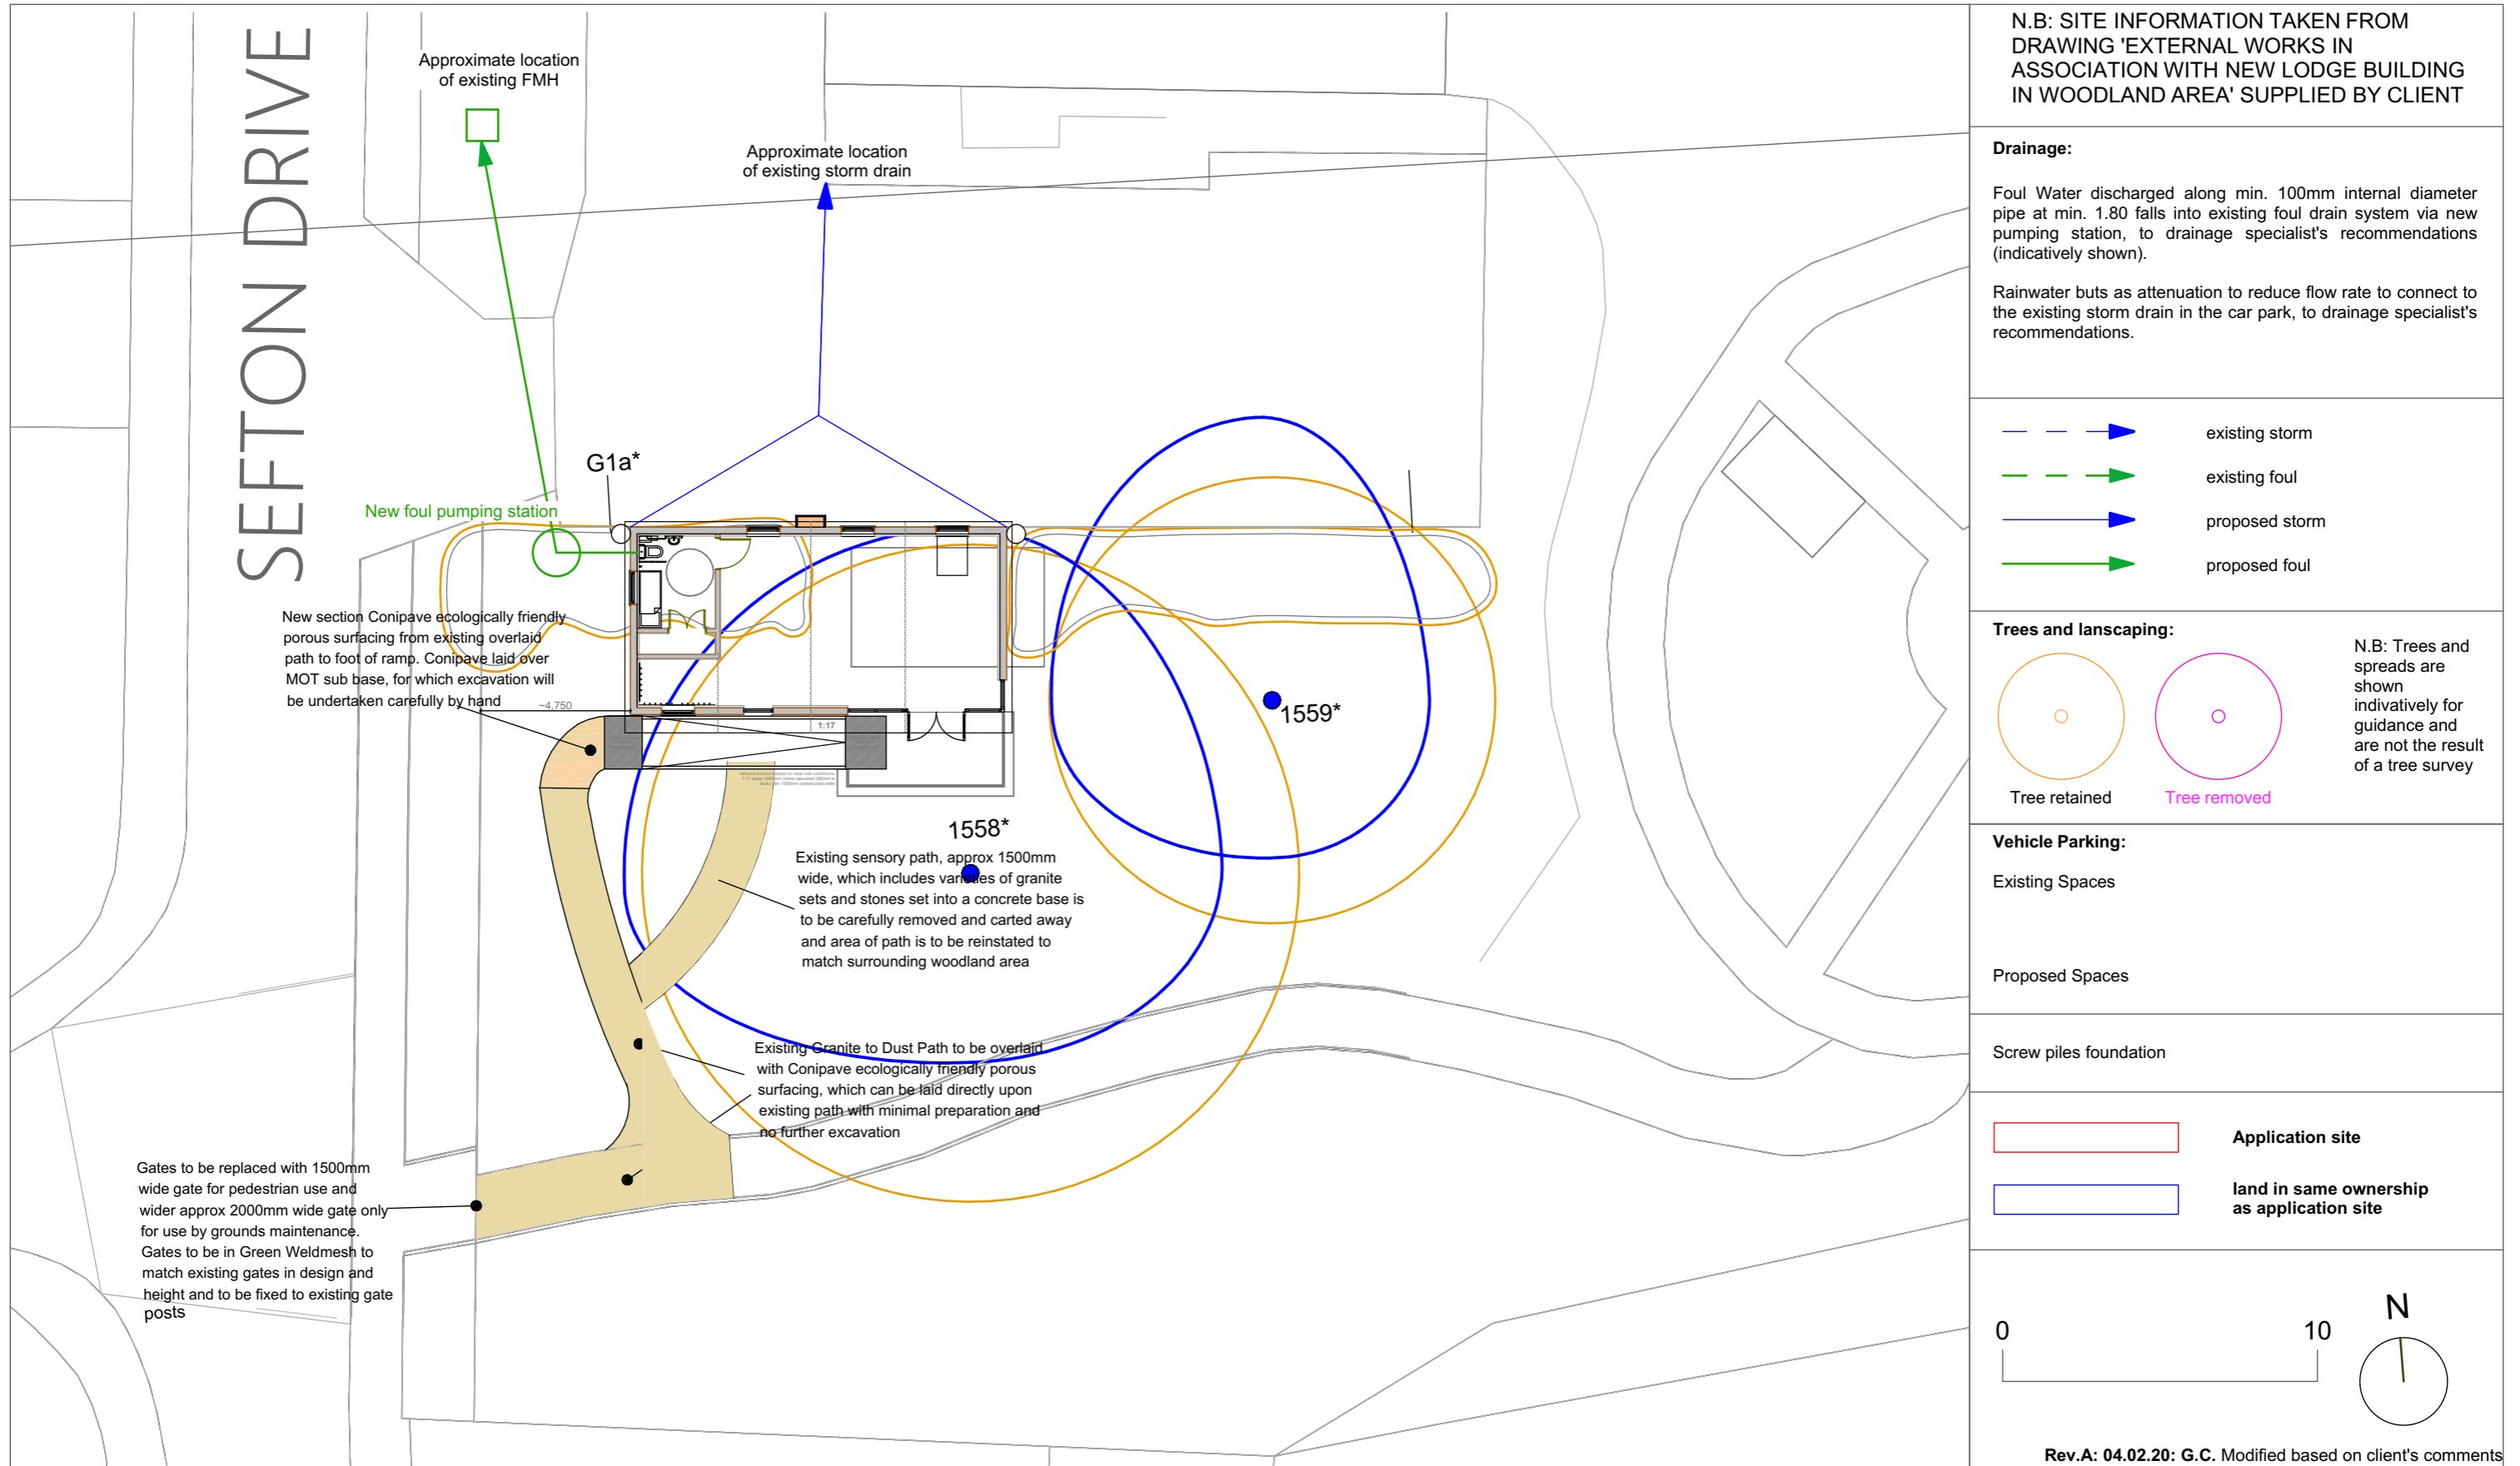 SEFTON DRIVE
Approximate location
of existing FMH
Approximate location
of existing storm drain
G1a*
New foul pumping station
New section Conipave ecologically friendly
porous surfacing from existing overlaid
path to foot of ramp. Conipave laid over
MOT sub base, for which excavation will
be undertaken carefully by hand
~4,750
1:17
1559*
1558*
Existing sensory path, approx 1500mm
wide, which includes varieties of granite
sets and stones set into a concrete base is
to be carefully removed and carted away
and area of path is to be reinstated to
match surrounding woodland area
Existing Granite to Dust Path to be overlaid
with Conipave ecologically friendly porous
surfacing, which can be laid directly upon
existing path with minimal preparation and
no further excavation
Gates to be replaced with 1500mm
wide gate for pedestrian use and
wider approx 2000mm wide gate only
for use by grounds maintenance.
Gates to be in Green Weldmesh to
match existing gates in design and
height and to be fixed to existing gate
posts
N.B: SITE INFORMATION TAKEN FROM
DRAWING 'EXTERNAL WORKS IN
ASSOCIATION WITH NEW LODGE BUILDING
IN WOODLAND AREA' SUPPLIED BY CLIENT
Drainage:
Foul Water discharged along min. 100mm internal diameter
pipe at min. 1.80 falls into existing foul drain system via new
pumping station, to drainage specialist's recommendations
(indicatively shown).
Rainwater buts as attenuation to reduce flow rate to connect to
the existing storm drain in the car park, to drainage specialist's
recommendations.
existing storm
existing foul
proposed storm
proposed foul
Trees and lanscaping:
N.B: Trees and
spreads are
shown
indivatively for
guidance and
are not the result
of a tree survey
Tree retained
Tree removed
Vehicle Parking:
Existing Spaces
Proposed Spaces
Screw piles foundation
Application site
land in same ownership
as application site
0 10
N
Rev.A: 04.02.20: G.C. Modified based on client's comments